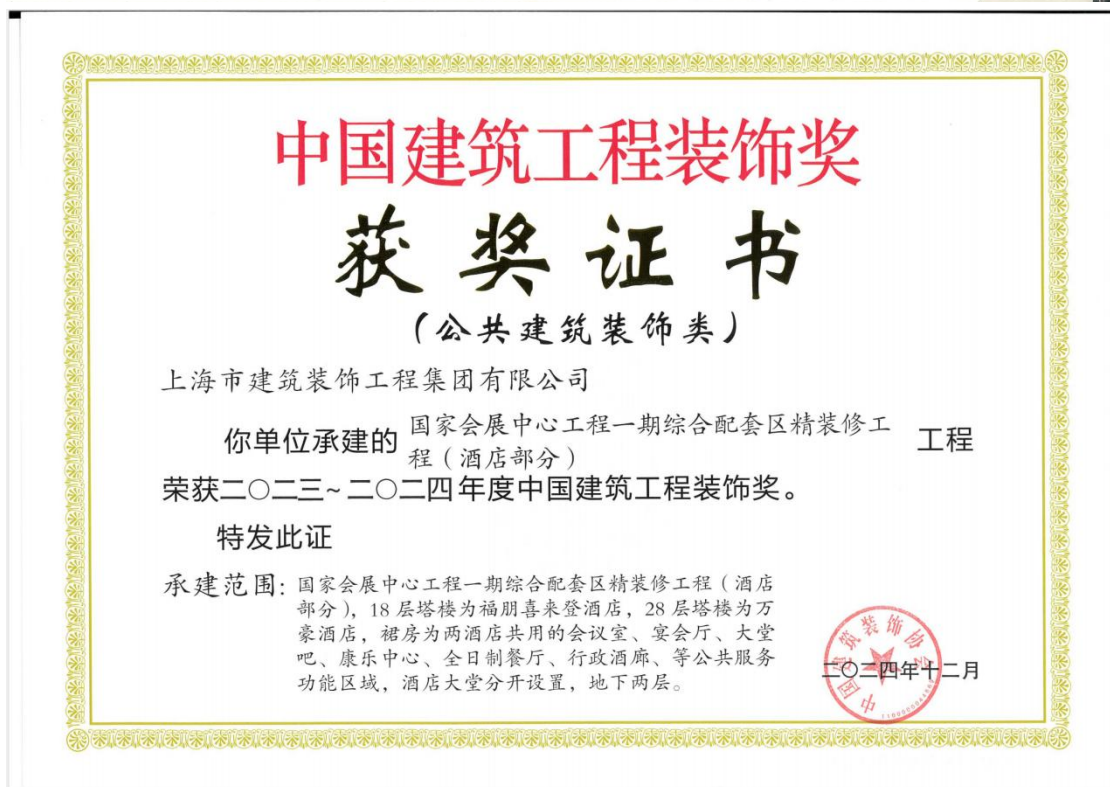 中国建筑工程装饰奖
获奖证书
(公共建筑装饰类)
上海市建筑装饰工程集团有限公司
你单位承建的 国家会展中心工程一期综合配套区精装修工 工程
程(酒店部分)
荣获二〇二三~二〇二四年度中国建筑工程装饰奖。
特发此证
承建范围:国家会展中心工程一期综合配套区精装修工程(酒店
部分),18层塔楼为福朋喜来登酒店,28层塔楼为万
豪酒店,裙房为两酒店共用的会议室、宴会厅、大堂
吧、康乐中心、全日制餐厅、行政酒廊、等公共服务
功能区域,酒店大堂分开设置,地下两层。
中国建筑装饰协会
二〇二四年十二月